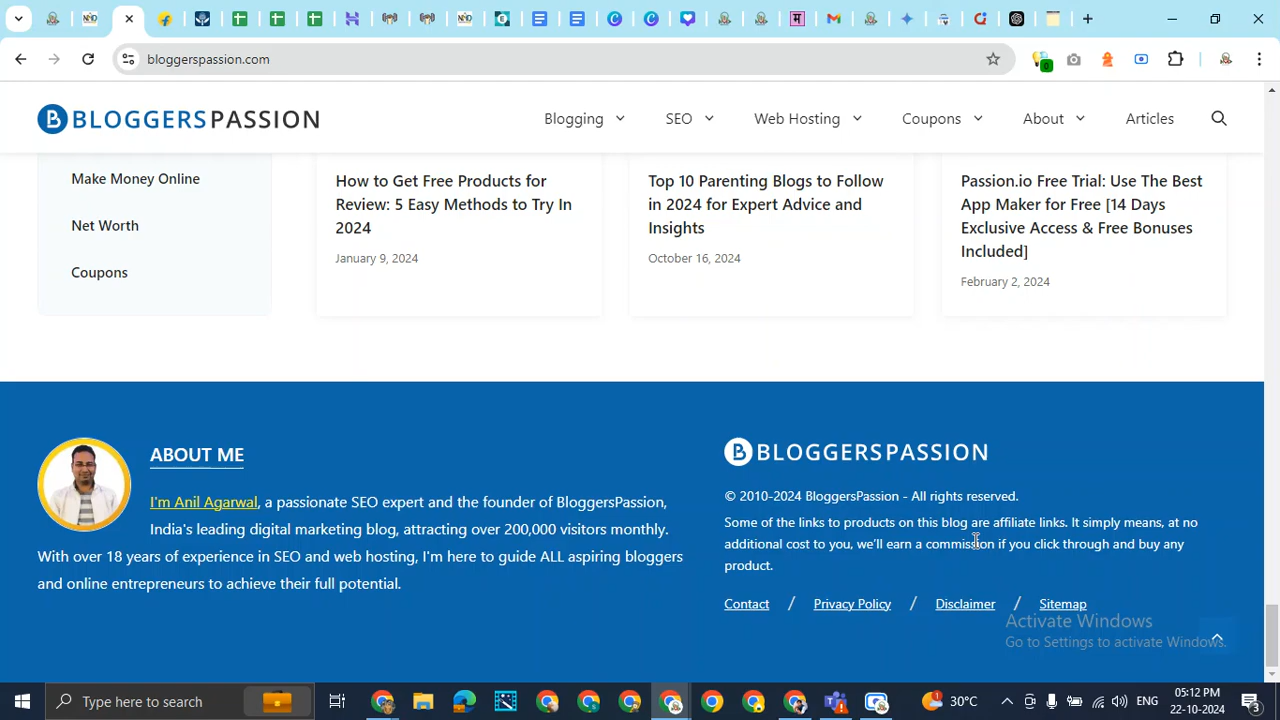 bloggerspassion.com
0
B BLOGGERSPASSION
Blogging SEO Web Hosting Coupons About Articles
Make Money Online
Net Worth
Coupons
How to Get Free Products for
Review: 5 Easy Methods to Try In
2024
January 9, 2024
Top 10 Parenting Blogs to Follow
in 2024 for Expert Advice and
Insights
October 16, 2024
Passion.io Free Trial: Use The Best
App Maker for Free [14 Days
Exclusive Access & Free Bonuses
Included]
February 2, 2024
ABOUT ME
I'm Anil Agarwal, a passionate SEO expert and the founder of BloggersPassion,
India's leading digital marketing blog, attracting over 200,000 visitors monthly.
With over 18 years of experience in SEO and web hosting, I'm here to guide ALL aspiring bloggers
and online entrepreneurs to achieve their full potential.
B BLOGGERSPASSION
© 2010-2024 BloggersPassion - All rights reserved.
Some of the links to products on this blog are affiliate links. It simply means, at no
additional cost to you, we'll earn a commission if you click through and buy any
product.
Contact / Privacy Policy / Disclaimer / Sitemap
Activate Windows
Go to Settings to activate Windows.
Type here to search
1
30°C
ENG
05:12 PM
22-10-2024
3